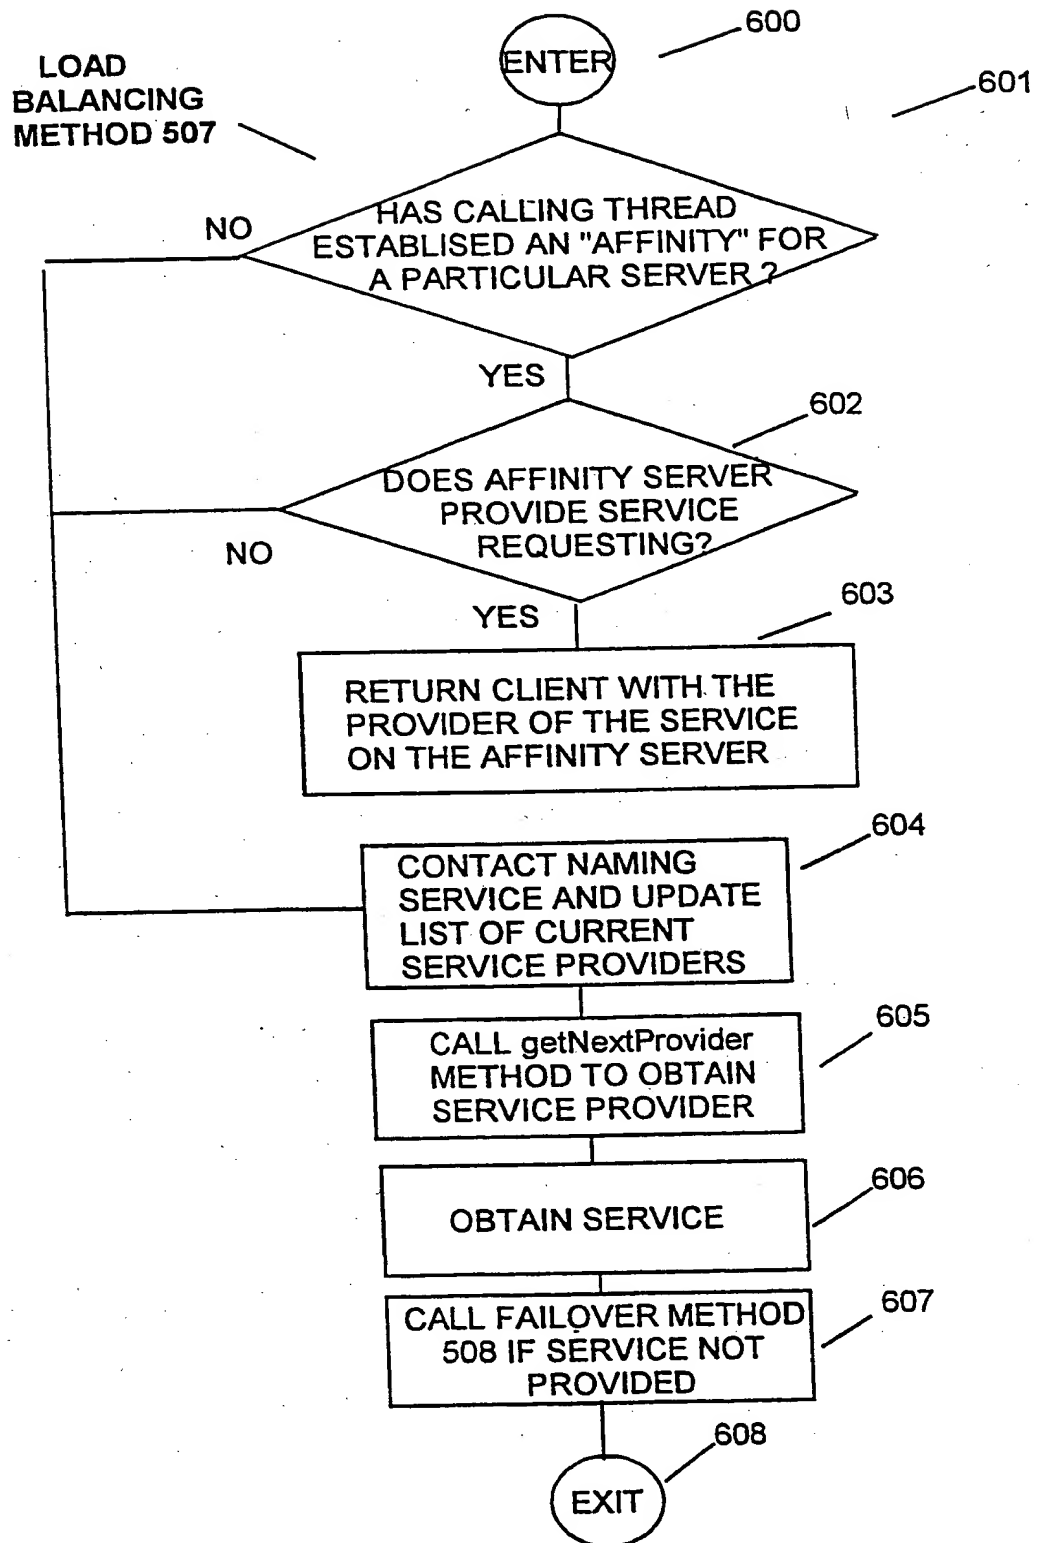 600
ENTER
LOAD
BALANCING
METHOD 507
601
NO
HAS CALLING THREAD
ESTABLISED AN "AFFINITY" FOR
A PARTICULAR SERVER ?
YES
602
DOES AFFINITY SERVER
PROVIDE SERVICE
REQUESTING?
NO
YES
603
RETURN CLIENT WITH THE
PROVIDER OF THE SERVICE
ON THE AFFINITY SERVER
604
CONTACT NAMING
SERVICE AND UPDATE
LIST OF CURRENT
SERVICE PROVIDERS
605
CALL getNextProvider
METHOD TO OBTAIN
SERVICE PROVIDER
606
OBTAIN SERVICE
607
CALL FAILOVER METHOD
508 IF SERVICE NOT
PROVIDED
608
EXIT